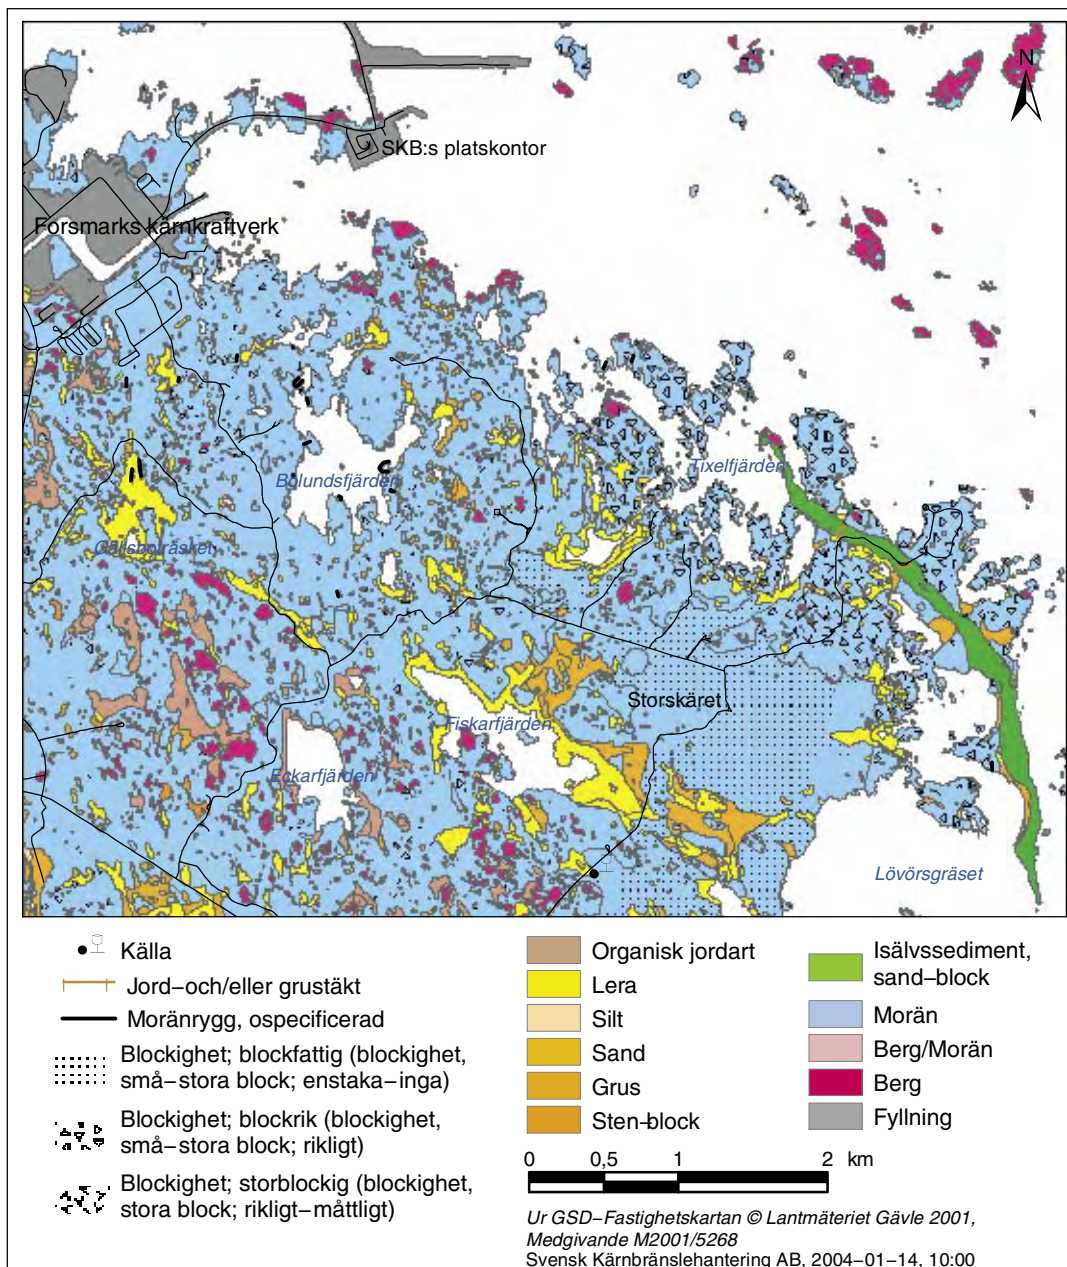 N
SKB:s platskontor
Forsmarks kärnkraftverk
Tixelfjärden
Bolundsfjärden
Gällsboträsket
Storskäret
Fiskarfjärden
Eckarfjärden
Lövörsgräset
Källa
Jord-och/eller grustäkt
Moränrygg, ospecificerad
Blockighet; blockfattig (blockighet,
små-stora block; enstaka-inga)
Blockighet; blockrik (blockighet,
små-stora block; rikligt)
Blockighet; storblockig (blockighet,
stora block; rikligt-måttligt)
Organisk jordart
Lera
Silt
Sand
Grus
Sten-block
Isälvssediment,
sand-block
Morän
Berg/Morän
Berg
Fyllning
0 0,5 1 2 km
Ur GSD-Fastighetskartan © Lantmäteriet Gävle 2001,
Medgivande M2001/5268
Svensk Kärnbränslehantering AB, 2004-01-14, 10:00